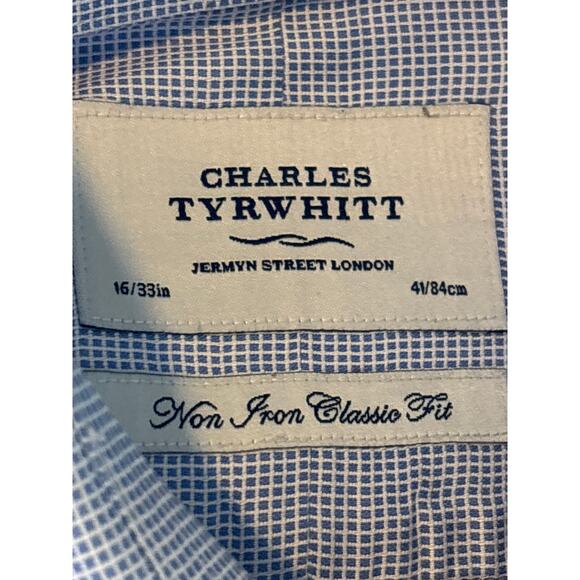 CHARLES
TYRWHITT
JERMYN STREET LONDON
16/33in 41/84cm
Non Iron Classic Fit